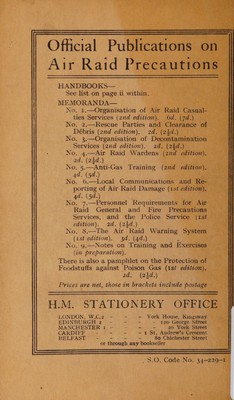 Official Publications on
Air Raid Precautions
HANDBOOKS—
See list on page ii within.
MEMORANDA—
No. 1.—Organisation of Air Raid Casual-
ties Services (2nd edition). 6d. (7d.)
No. 2.—Rescue Parties and Clearance of
Débris (2nd edition). 2d. (2½d.)
No. 3.—Organisation of Decontamination
Services (2nd edition). 2d. (2½d.)
No. 4.—Air Raid Wardens (2nd edition),
2d. (2½d.)
No. 5.—Anti-Gas Training (2nd edition).
4d. (5d.)
No. 6.—Local Communications and Re-
porting of Air Raid Damage (1st edition),
4d. (5d.)
No. 7.—Personnel Requirements for Air
Raid General and Fire Precautions
Services, and the Police Service (1st
edition), 2d. (2½d.)
No. 8.—The Air Raid Warning System
(1st edition), 3d. (4d.)
No. 9.—Notes on Training and Exercises
(in preparation).
There is also a pamphlet on the Protection of
Foodstuffs against Poison Gas (1st edition),
2d. (2½d.)
Prices are net, those in brackets include postage
H.M. STATIONERY OFFICE
LONDON, W.C.2 - - - York House, Kingsway
EDINBURGH 2 - - - 120 George Street
MANCHESTER 1 - - - 26 York Street
CARDIFF - - - 1 St. Andrew's Crescent
BELFAST - - - 80 Chichester Street
or through any bookseller
S.O. Code No. 34-229-1